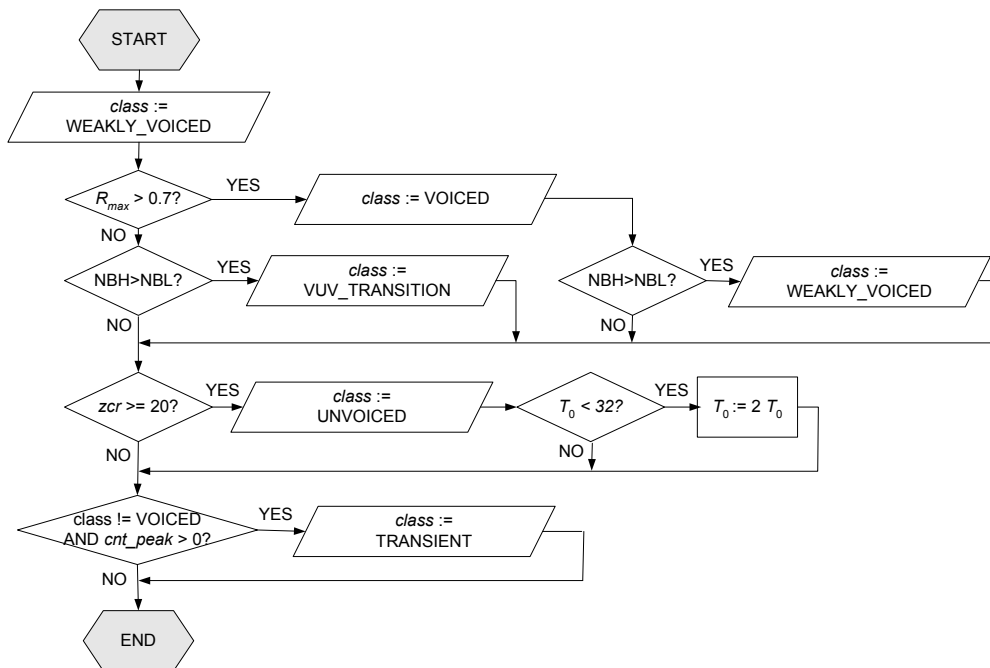 START
class :=
WEAKLY_VOICED
R_max > 0.7?
YES
class := VOICED
NO
NBH>NBL?
YES
class :=
VUV_TRANSITION
NBH>NBL?
YES
class :=
WEAKLY_VOICED
NO
NO
zcr >= 20?
YES
class :=
UNVOICED
T_0 < 32?
YES
T_0 := 2 T_0
NO
NO
class != VOICED
AND cnt_peak > 0?
YES
class :=
TRANSIENT
NO
END